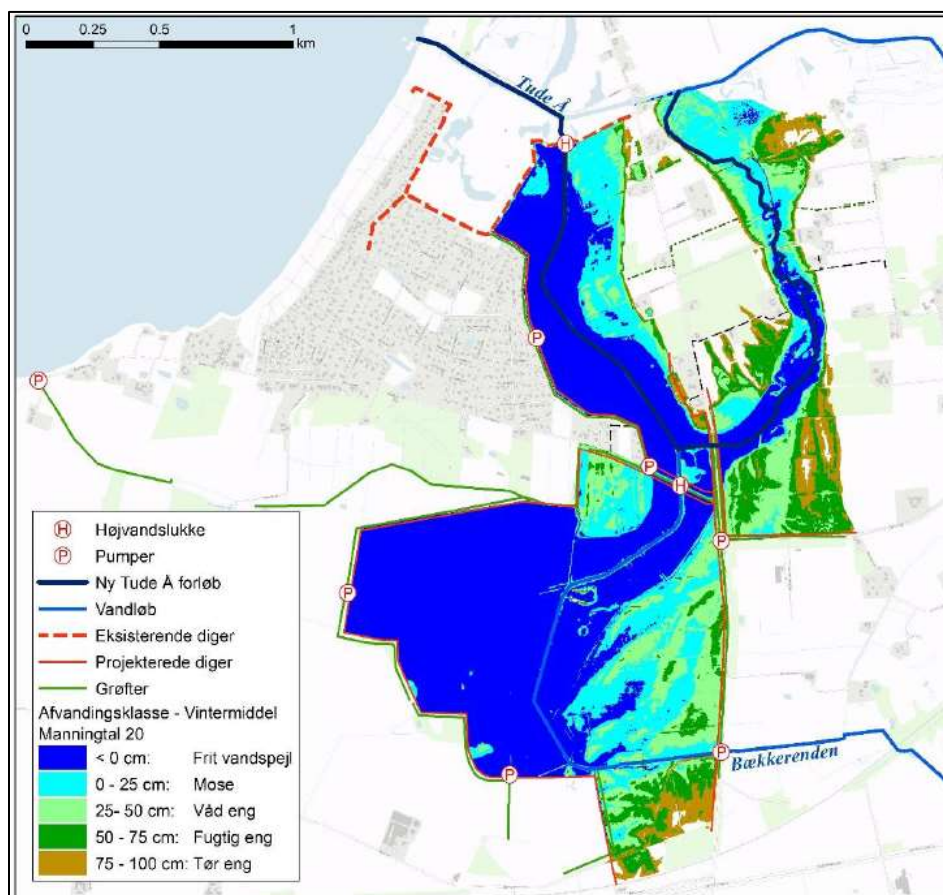 0 0.25 0.5 1
km
Tude Å
H
P
P
P
H
P
P
P
P
Bækkerenden
H Højvandslukke
P Pumper
Ny Tude Å forløb
Vandløb
Eksisterende diger
Projekterede diger
Grøfter
Afvandingsklasse - Vintermiddel
Manningtal 20
< 0 cm: Frit vandspejl
0 - 25 cm: Mose
25- 50 cm: Våd eng
50 - 75 cm: Fugtig eng
75 - 100 cm: Tør eng